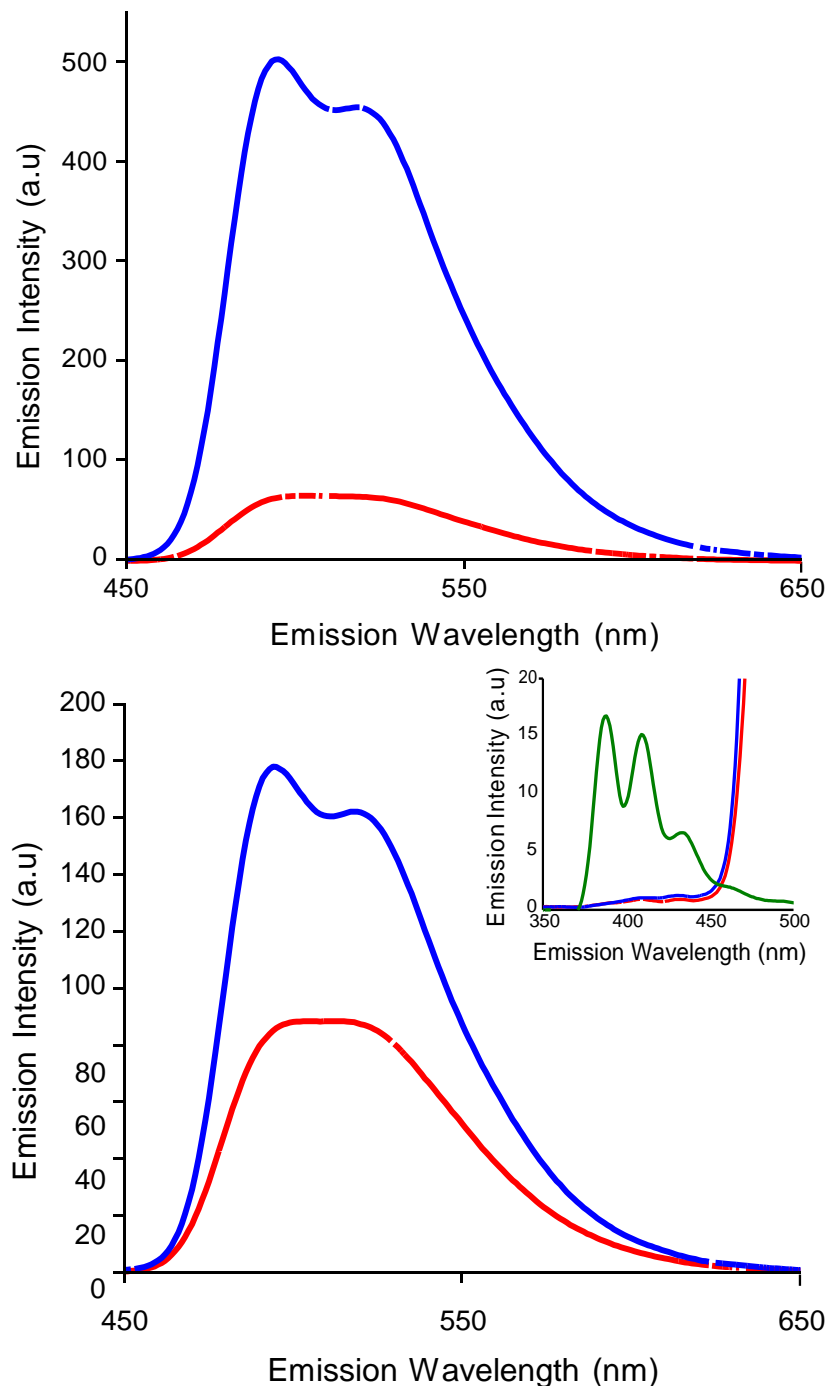 500
400
300
200
100
0
Emission Intensity (a.u)
450 550 650
Emission Wavelength (nm)
200
180
160
140
120
100
80
60
40
20
0
Emission Intensity (a.u)
450 550 650
Emission Wavelength (nm)
20
15
10
5
0
Emission Intensity (a.u)
350 400 450 500
Emission Wavelength (nm)